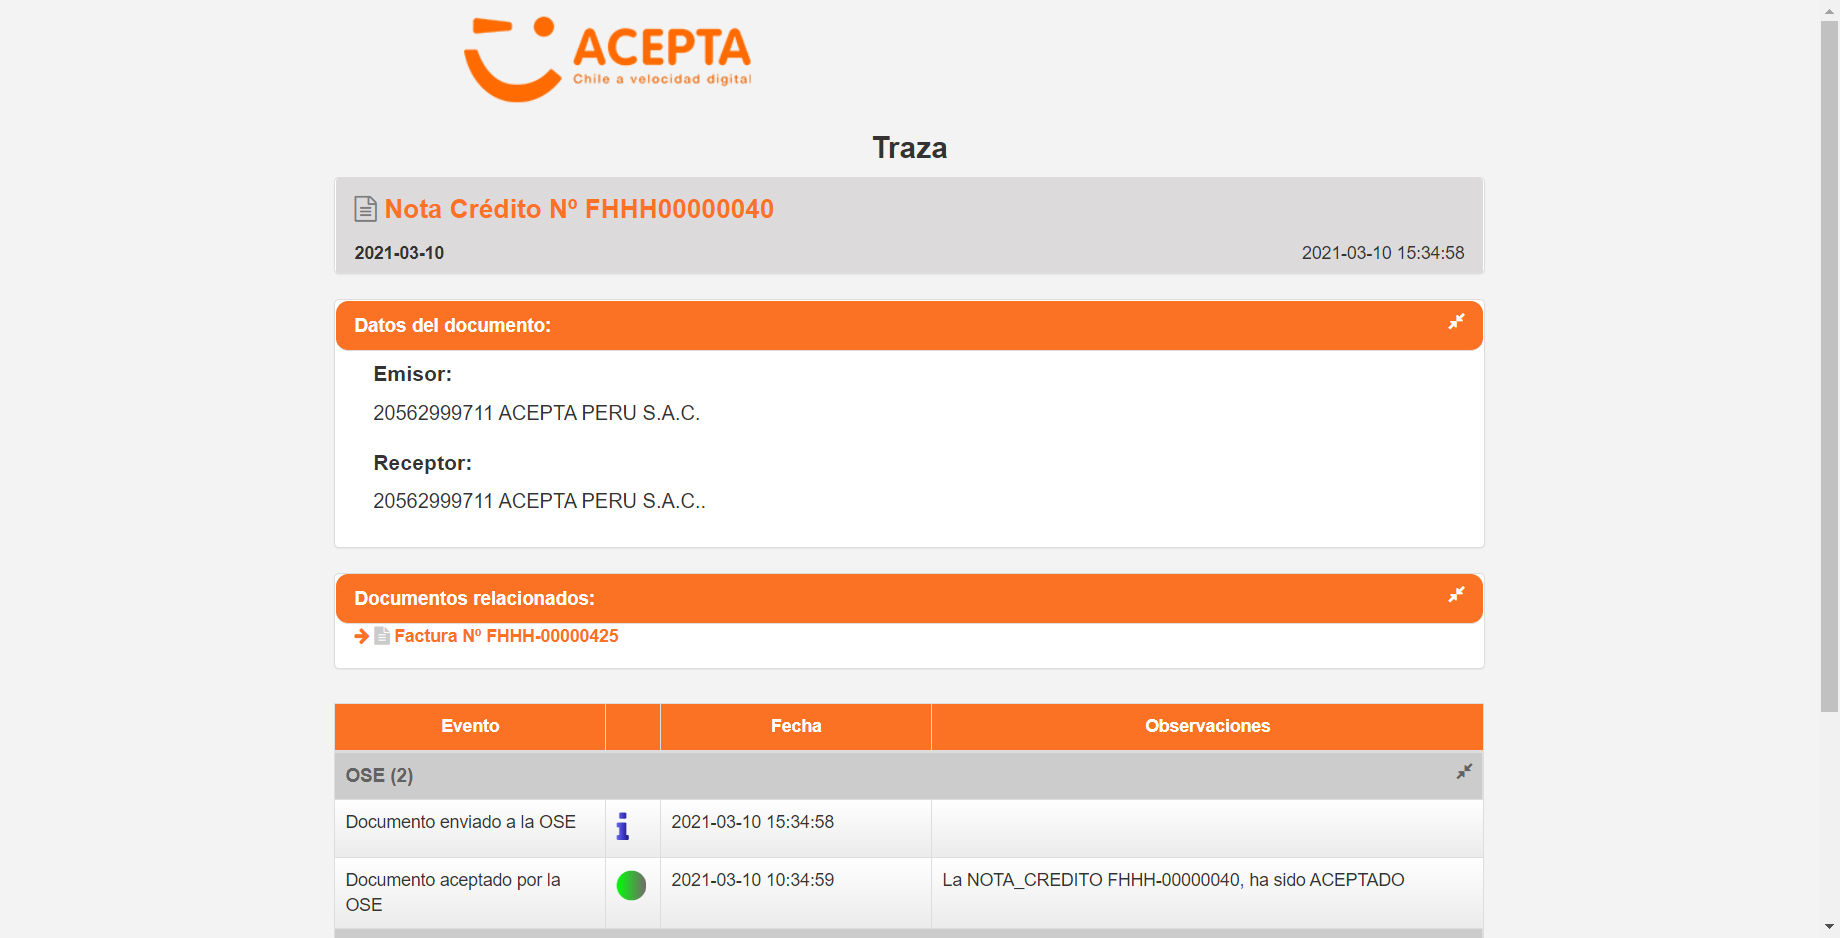 ACEPTA
Chile a velocidad digital
Traza
Nota Crédito Nº FHHH00000040
2021-03-10
2021-03-10 15:34:58
Datos del documento:
Emisor:
20562999711 ACEPTA PERU S.A.C.
Receptor:
20562999711 ACEPTA PERU S.A.C..
Documentos relacionados:
Factura Nº FHHH-00000425
Evento Fecha Observaciones
OSE (2)
Documento enviado a la OSE 2021-03-10 15:34:58
Documento aceptado por la 2021-03-10 10:34:59 La NOTA_CREDITO FHHH-00000040, ha sido ACEPTADO
OSE